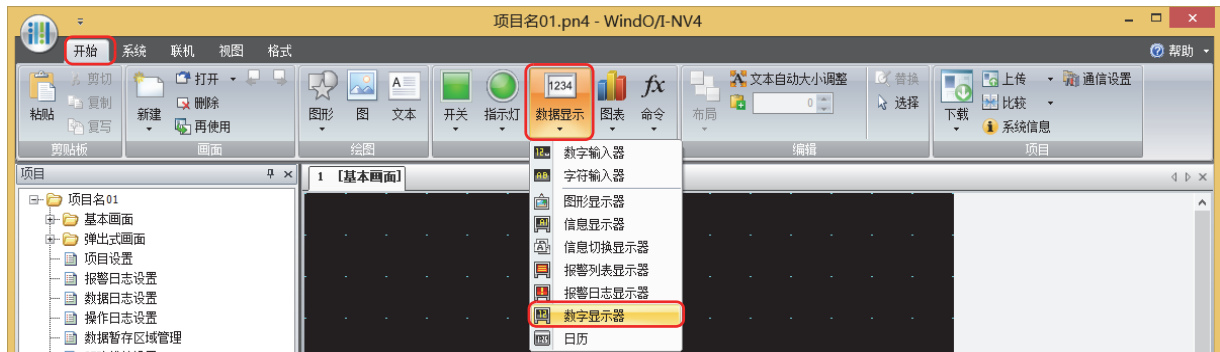 项目名01.pn4 - WindO/I-NV4
开始 系统 联机 视图 格式 帮助
剪切 打开 A 1234 fx 文本自动大小调整 替换 上传 通信设置
复制 删除 0 选择 比较
粘贴 复写 新建 再使用 图形 图 文本 开关 指示灯 数据显示 图表 命令 布局 下载 系统信息
剪贴板 画面 绘图 编辑 项目
项目 1 [基本画面]
项目名01
基本画面
弹出式画面
项目设置
报警日志设置
数据日志设置
操作日志设置
数据暂存区域管理
数字输入器
字符输入器
图形显示器
信息显示器
信息切换显示器
报警列表显示器
报警日志显示器
数字显示器
日历